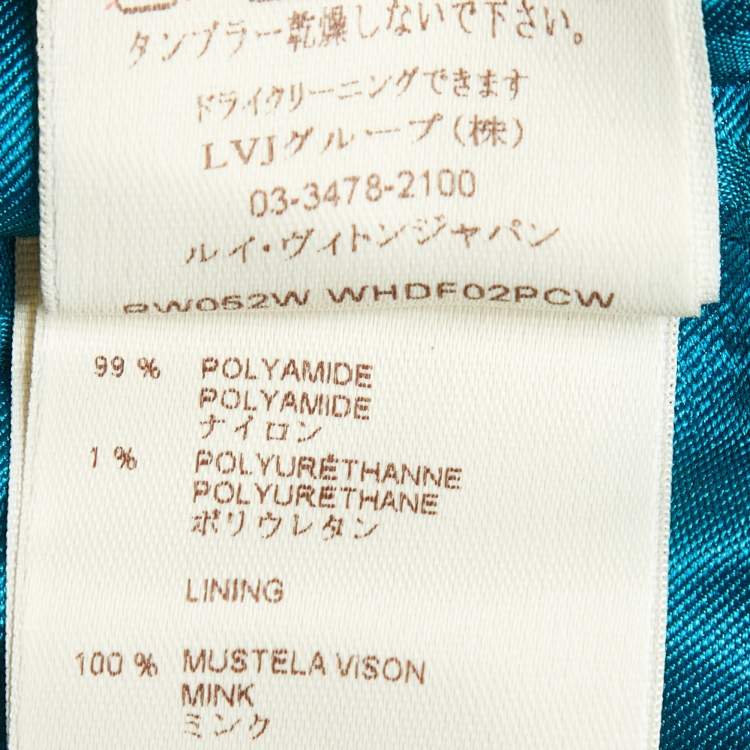 タンブラー乾燥しないで下さい。
ドライクリーニングできます
LVJグループ(株)
03-3478-2100
ルイ・ヴィトンジャパン
RW052W WHDF02PCW
99 % POLYAMIDE
POLYAMIDE
ナイロン
1 % POLYURÉTHANNE
POLYURETHANE
ポリウレタン
LINING
100 % MUSTELA VISON
MINK
ミンク